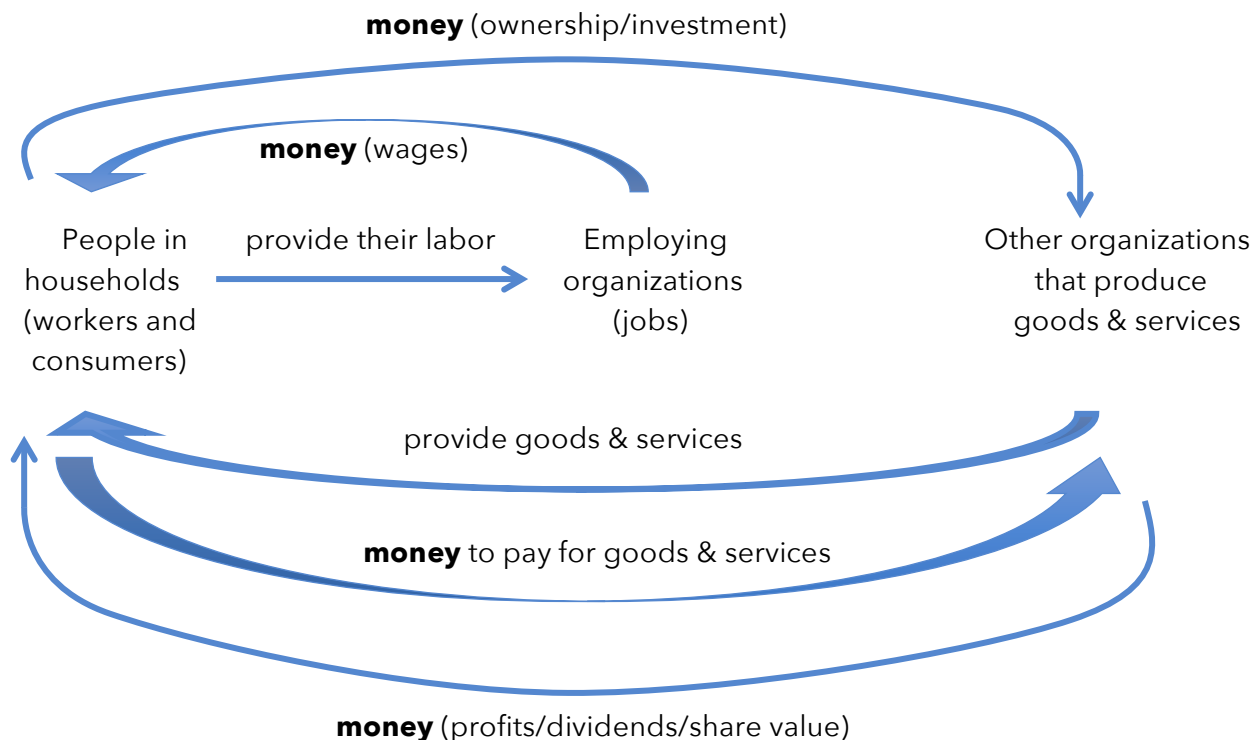 money (ownership/investment)
money (wages)
People in
households
(workers and
consumers)
provide their labor
Employing
organizations
(jobs)
Other organizations
that produce
goods & services
provide goods & services
money to pay for goods & services
money (profits/dividends/share value)